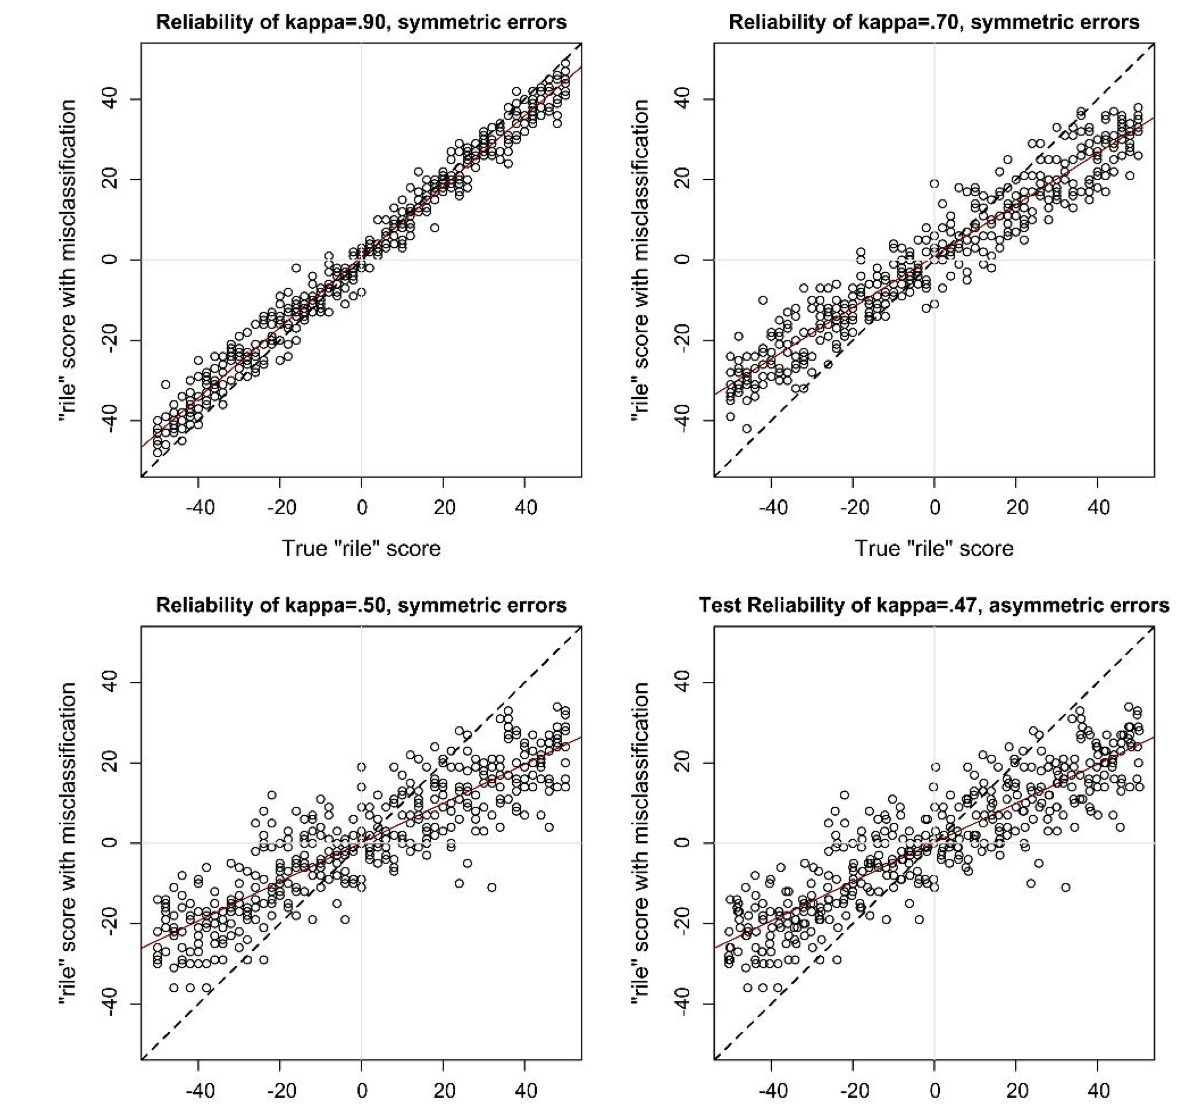 Reliability of kappa=.90, symmetric errors
"rile" score with misclassification
40
20
0
-20
-40
-40 -20 0 20 40
True "rile" score
Reliability of kappa=.70, symmetric errors
"rile" score with misclassification
40
20
0
-20
-40
-40 -20 0 20 40
True "rile" score
Reliability of kappa=.50, symmetric errors
"rile" score with misclassification
40
20
0
-20
-40
-40 -20 0 20 40
Test Reliability of kappa=.47, asymmetric errors
"rile" score with misclassification
40
20
0
-20
-40
-40 -20 0 20 40